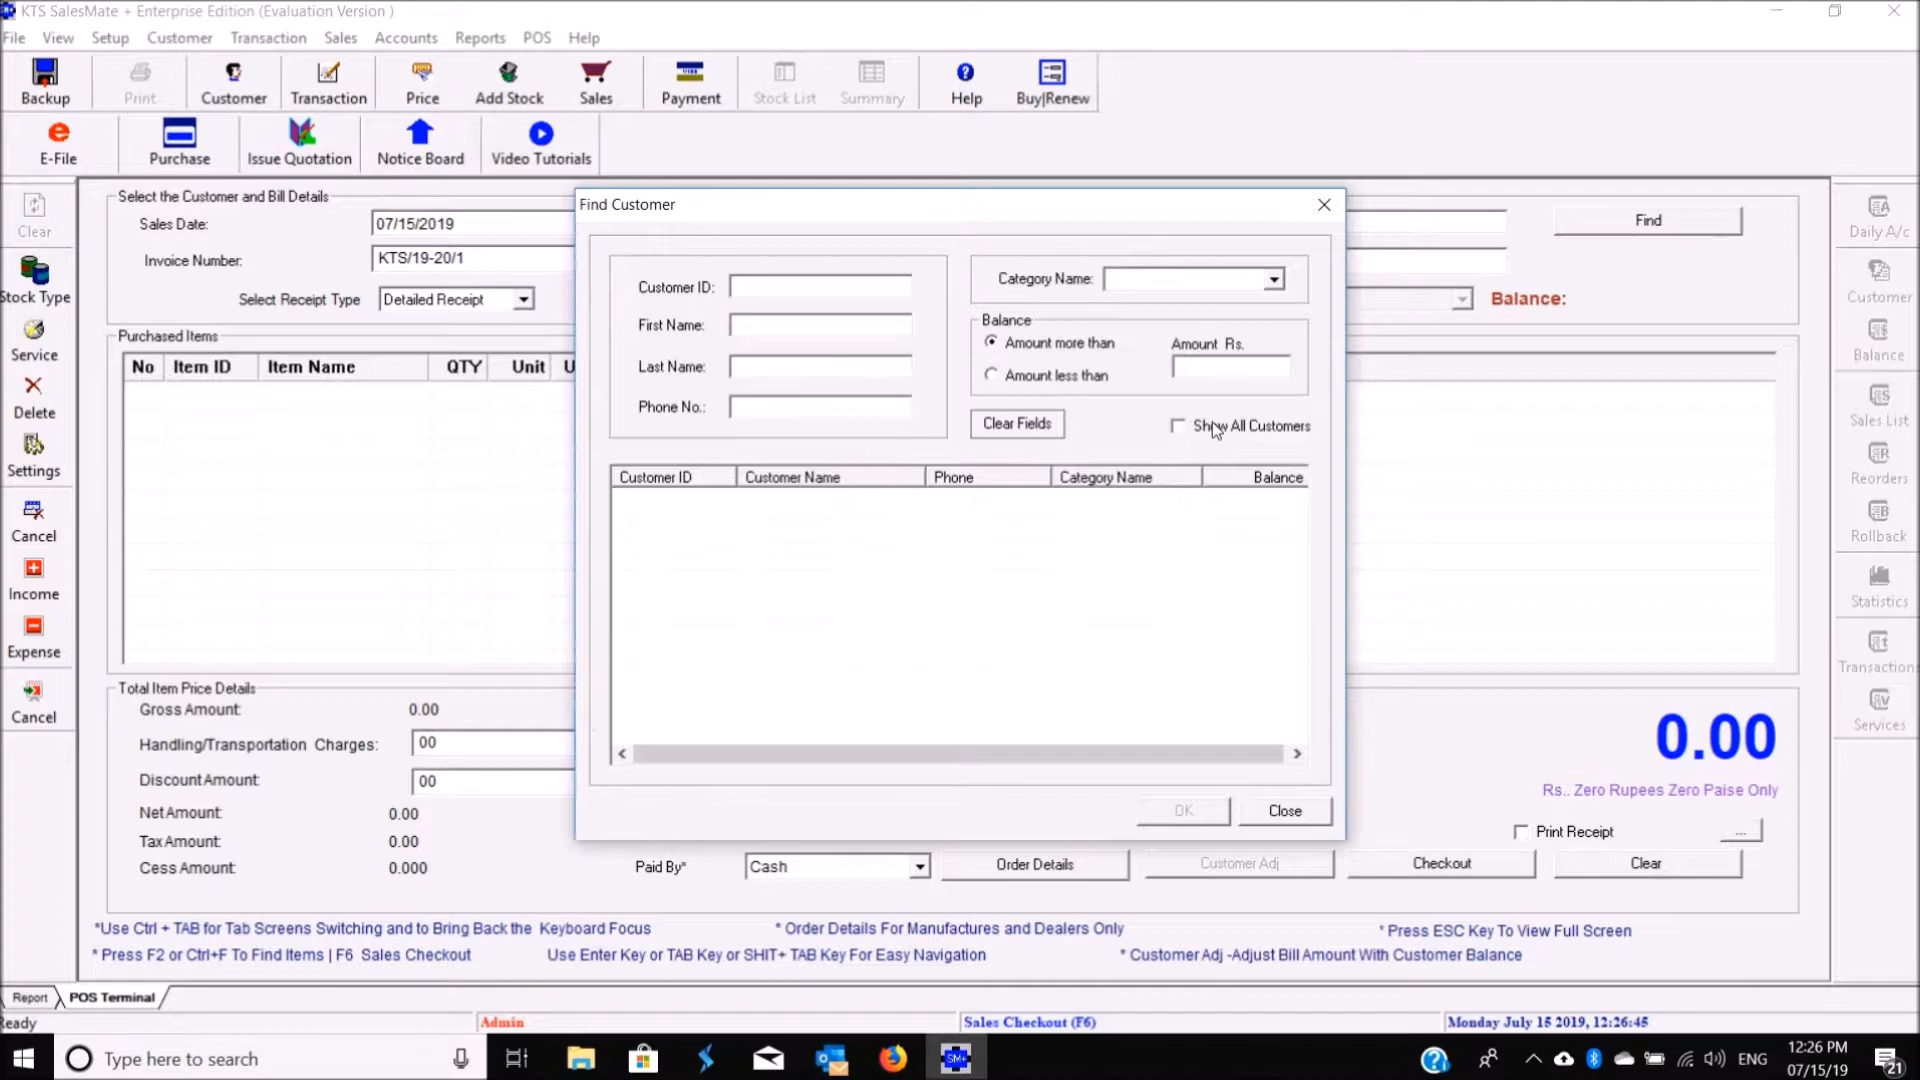 KTS SalesMate + Enterprise Edition (Evaluation Version )
File View Setup Customer Transaction Sales Accounts Reports POS Help
Backup Print Customer Transaction Price Add Stock Sales Payment Stock List Summary Help Buy|Renew
E-File Purchase Issue Quotation Notice Board Video Tutorials
Clear
Stock Type
Service
Delete
Settings
Cancel
Income
Expense
Cancel
Select the Customer and Bill Details
Sales Date: 07/15/2019
Invoice Number: KTS/19-20/1
Select Receipt Type Detailed Receipt
Find
Balance:
Purchased Items
No Item ID Item Name QTY Unit U
Find Customer
Customer ID:
First Name:
Last Name:
Phone No.:
Category Name:
Balance
Amount more than
Amount less than
Amount Rs.
Clear Fields
Show All Customers
Customer ID Customer Name Phone Category Name Balance
OK Close
Total Item Price Details
Gross Amount: 0.00
Handling/Transportation Charges: 00
Discount Amount: 00
Net Amount: 0.00
Tax Amount: 0.00
Cess Amount: 0.000
0.00
Rs.. Zero Rupees Zero Paise Only
Print Receipt ...
Paid By* Cash Order Details Customer Adj Checkout Clear
*Use Ctrl + TAB for Tab Screens Switching and to Bring Back the Keyboard Focus
* Order Details For Manufactures and Dealers Only
* Press ESC Key To View Full Screen
* Press F2 or Ctrl+F To Find Items | F6 Sales Checkout
Use Enter Key or TAB Key or SHIT+ TAB Key For Easy Navigation
* Customer Adj -Adjust Bill Amount With Customer Balance
Daily A/c
Customer
Balance
Sales List
Reorders
Rollback
Statistics
Transaction
Services
Report POS Terminal
Ready Admin Sales Checkout (F6) Monday July 15 2019, 12:26:45
Type here to search
SM+
ENG
12:26 PM
07/15/19
21